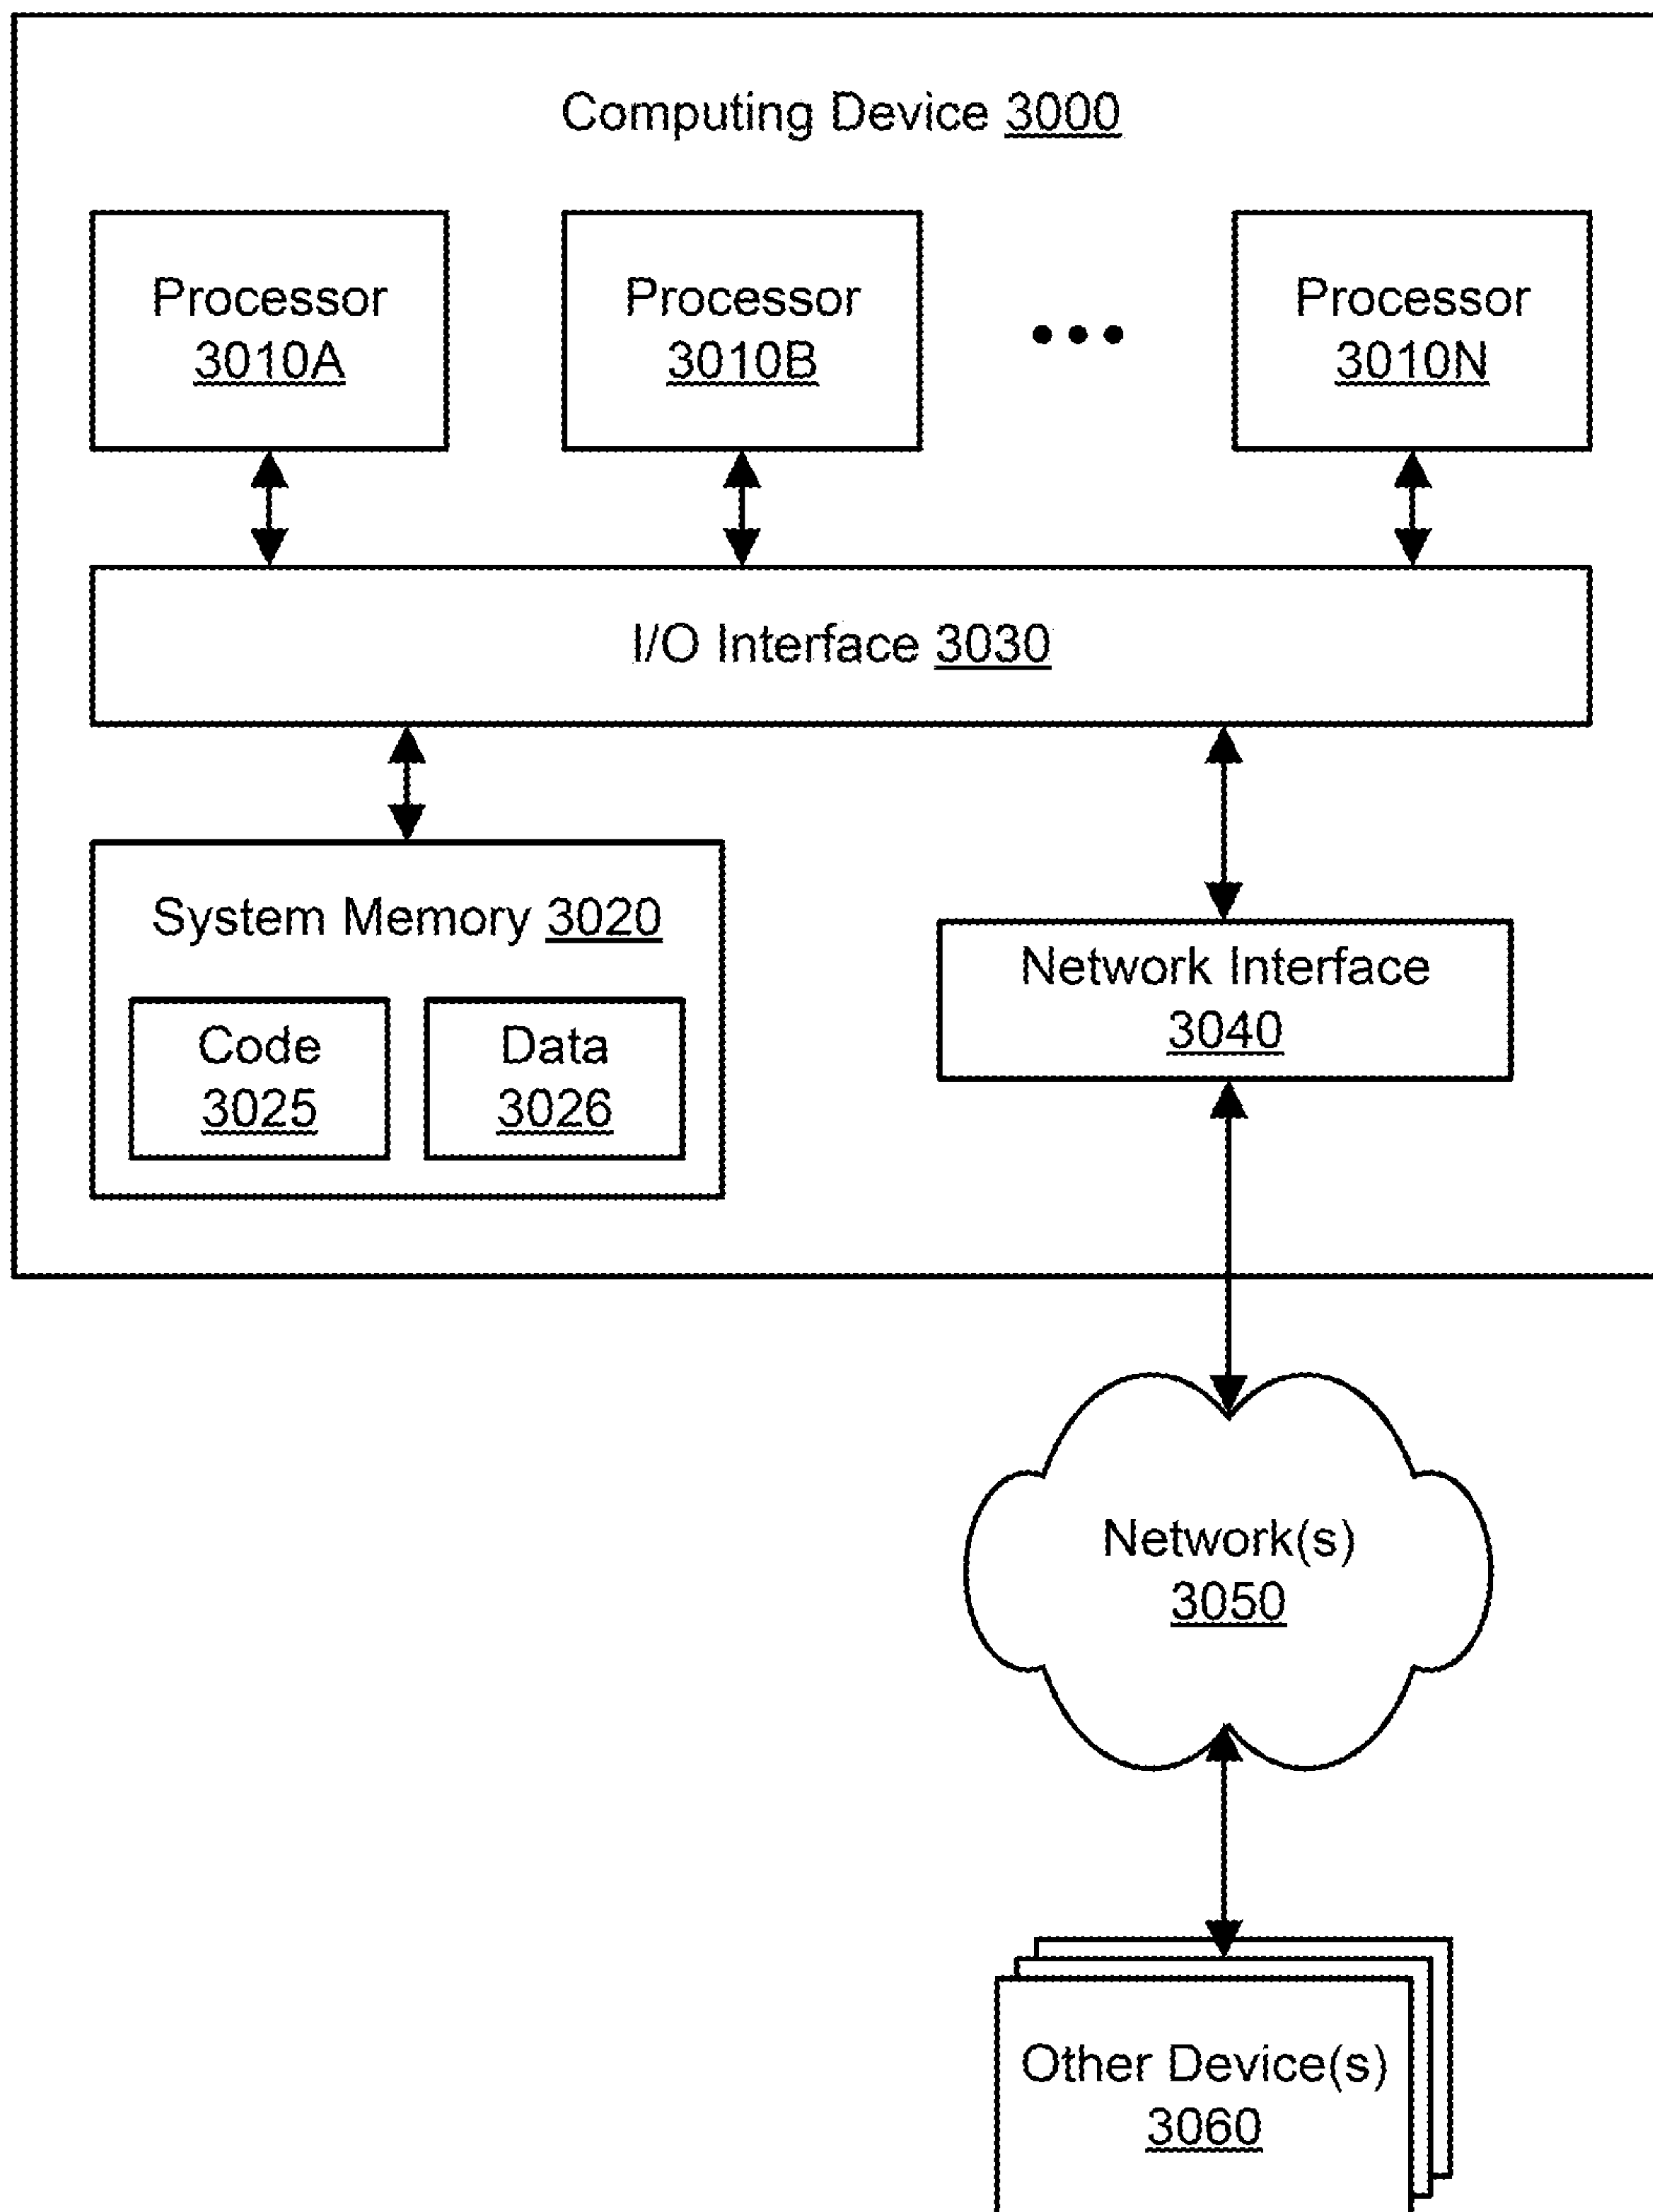 Computing Device 3000
Processor
3010A
Processor
3010B
Processor
3010N
I/O Interface 3030
System Memory 3020
Code
3025
Data
3026
Network Interface
3040
Network(s)
3050
Other Device(s)
3060